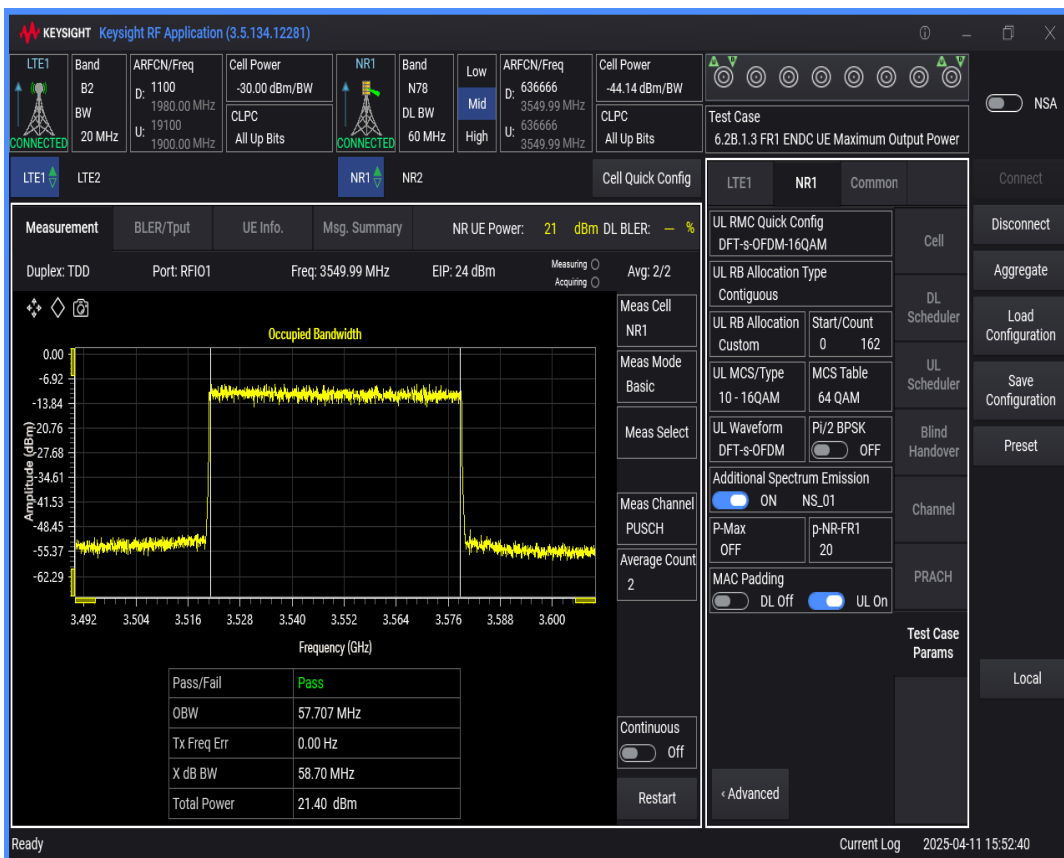 KEYSIGHT Keysight RF Application (3.5.134.12281)
LTE1
CONNECTED
Band
B2
BW
20 MHz
ARFCN/Freq
D: 1100
1980.00 MHz
U: 19100
1900.00 MHz
Cell Power
-30.00 dBm/BW
CLPC
All Up Bits
NR1
CONNECTED
Band
N78
DL BW
60 MHz
Low
Mid
High
ARFCN/Freq
D: 636666
3549.99 MHz
U: 636666
3549.99 MHz
Cell Power
-44.14 dBm/BW
CLPC
All Up Bits
Test Case
6.2B.1.3 FR1 ENDC UE Maximum Output Power
NSA
LTE1 LTE2
NR1 NR2
Cell Quick Config
Measurement BLER/Tput UE Info. Msg. Summary NR UE Power: 21 dBm DL BLER: — %
Duplex: TDD Port: RFIO1 Freq: 3549.99 MHz EIP: 24 dBm Measuring Avg: 2/2
Acquiring
Occupied Bandwidth
Amplitude (dBm)
0.00
-6.92
-13.84
-20.76
-27.68
-34.61
-41.53
-48.45
-55.37
-62.29
3.492 3.504 3.516 3.528 3.540 3.552 3.564 3.576 3.588 3.600
Frequency (GHz)
Pass/Fail Pass
OBW 57.707 MHz
Tx Freq Err 0.00 Hz
X dB BW 58.70 MHz
Total Power 21.40 dBm
Meas Cell
NR1
Meas Mode
Basic
Meas Select
Meas Channel
PUSCH
Average Count
2
Continuous
Off
Restart
LTE1 NR1 Common
UL RMC Quick Config
DFT-s-OFDM-16QAM
UL RB Allocation Type
Contiguous
UL RB Allocation
Custom
Start/Count
0 162
UL MCS/Type
10 - 16QAM
MCS Table
64 QAM
UL Waveform
DFT-s-OFDM
Pi/2 BPSK
OFF
Additional Spectrum Emission
ON NS_01
P-Max
OFF
p-NR-FR1
20
MAC Padding
DL Off UL On
‹ Advanced
Cell
DL
Scheduler
UL
Scheduler
Blind
Handover
Channel
PRACH
Test Case
Params
Connect
Disconnect
Aggregate
Load
Configuration
Save
Configuration
Preset
Local
Ready
Current Log 2025-04-11 15:52:40